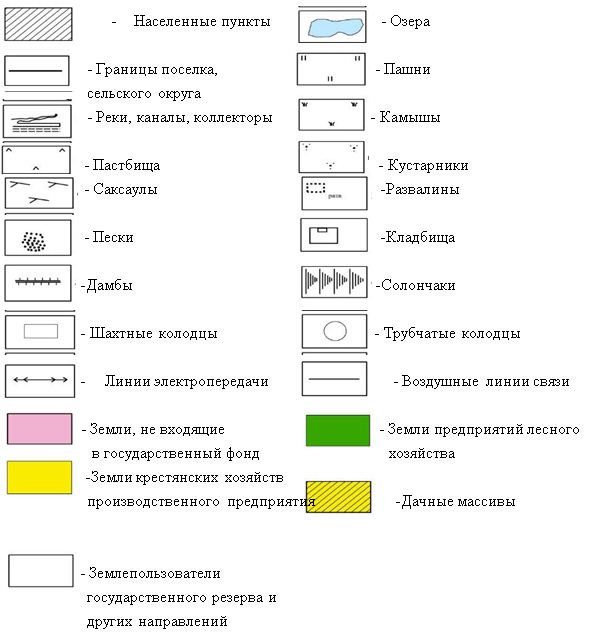 - Населенные пункты
- Озера
- Границы поселка,
сельского округа
- Пашни
- Реки, каналы, коллекторы
- Камышы
- Пастбища
- Кустарники
- Саксаулы
-Развалины
разв
- Пески
-Кладбища
-Дамбы
-Солончаки
- Шахтные колодцы
- Трубчатые колодцы
- Линии электропередачи
- Воздушные линии связи
- Земли, не входящие
в государственный фонд
- Земли предприятий лесного
хозяйства
-Земли крестянских хозяйств
производственного предприятия
-Дачные массивы
- Землепользователи
государственного резерва и
других направлений